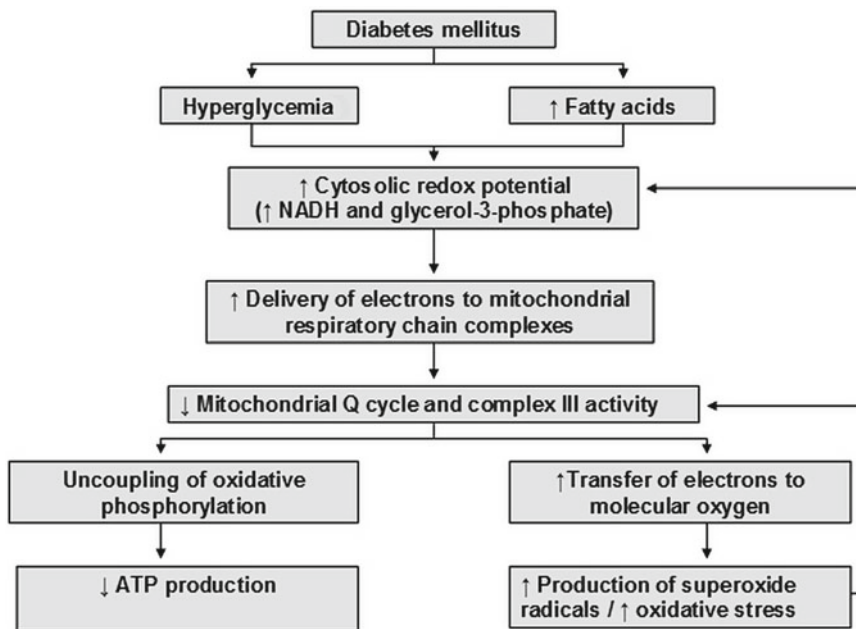 Diabetes mellitus
Hyperglycemia
↑ Fatty acids
↑ Cytosolic redox potential
(↑ NADH and glycerol-3-phosphate)
↑ Delivery of electrons to mitochondrial
respiratory chain complexes
↓ Mitochondrial Q cycle and complex III activity
Uncoupling of oxidative
phosphorylation
↑Transfer of electrons to
molecular oxygen
↓ ATP production
↑ Production of superoxide
radicals / ↑ oxidative stress